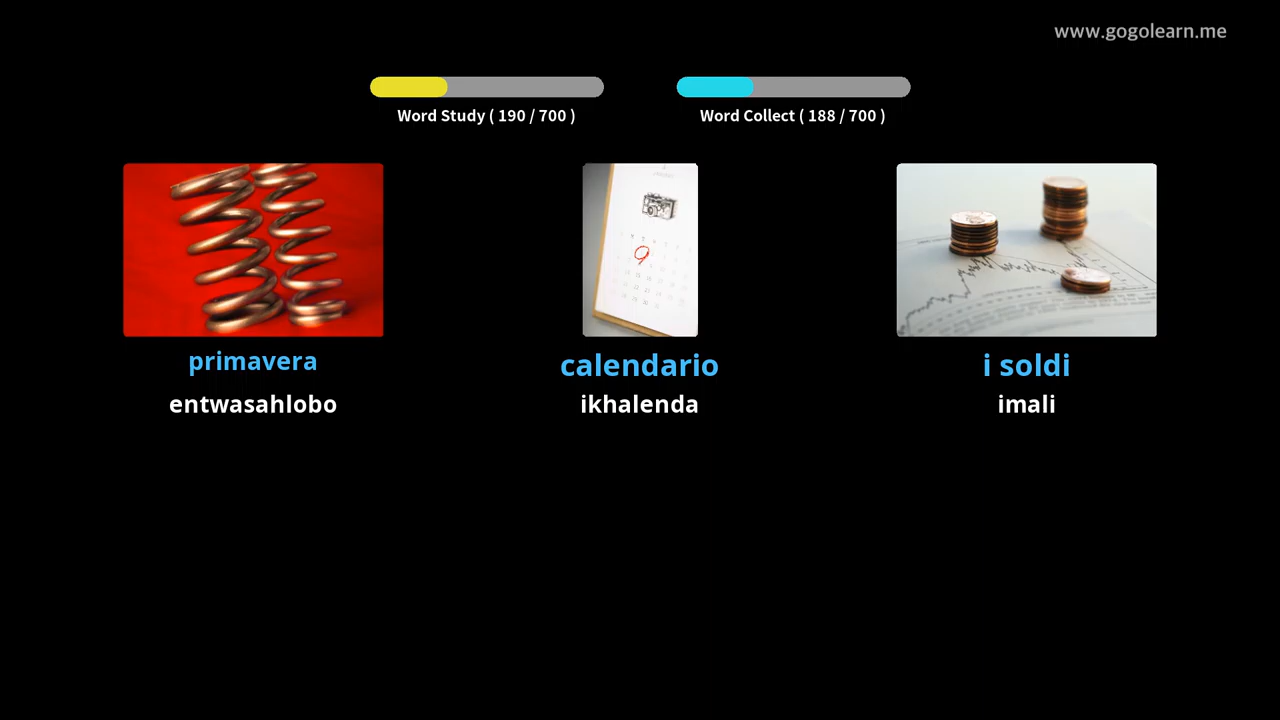 www.gogolearn.me
Word Study ( 190 / 700 )
Word Collect ( 188 / 700 )
primavera
calendario
i soldi
entwasahlobo
ikhalenda
imali